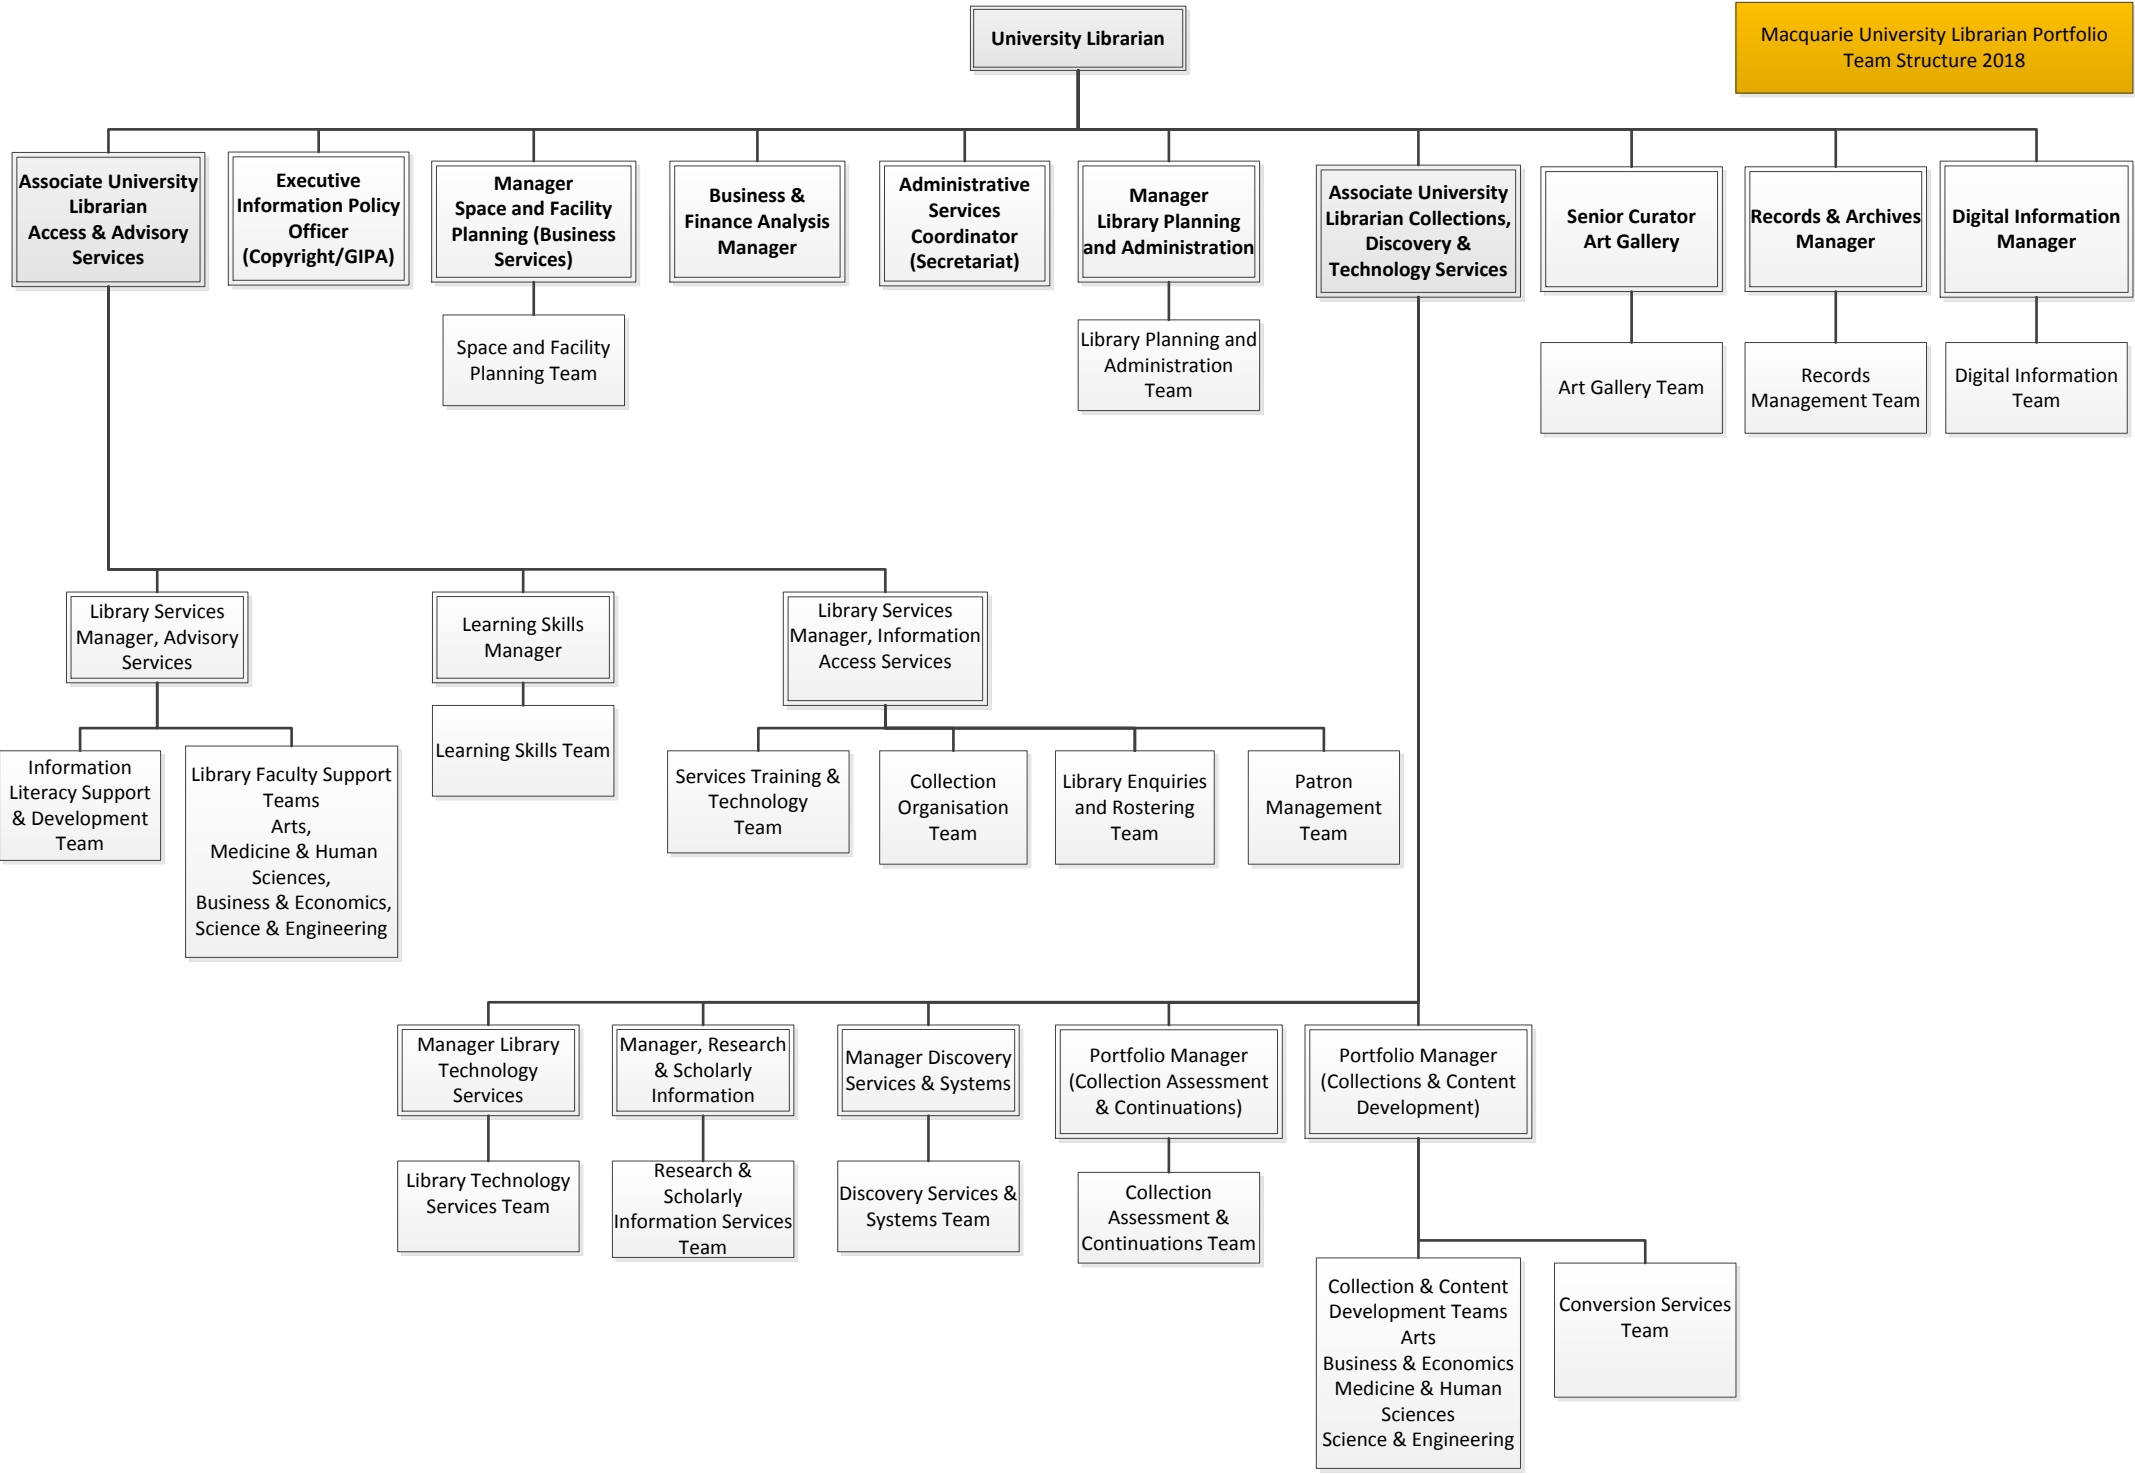 University Librarian
Macquarie University Librarian Portfolio
Team Structure 2018
Associate University
Librarian
Access & Advisory
Services
Executive
Information Policy
Officer
(Copyright/GIPA)
Manager
Space and Facility
Planning (Business
Services)
Business &
Finance Analysis
Manager
Administrative
Services
Coordinator
(Secretariat)
Manager
Library Planning
and Administration
Associate University
Librarian Collections,
Discovery &
Technology Services
Senior Curator
Art Gallery
Records & Archives
Manager
Digital Information
Manager
Space and Facility
Planning Team
Library Planning and
Administration
Team
Art Gallery Team
Records
Management Team
Digital Information
Team
Library Services
Manager, Advisory
Services
Learning Skills
Manager
Library Services
Manager, Information
Access Services
Information
Literacy Support
& Development
Team
Library Faculty Support
Teams
Arts,
Medicine & Human
Sciences,
Business & Economics,
Science & Engineering
Learning Skills Team
Services Training &
Technology
Team
Collection
Organisation
Team
Library Enquiries
and Rostering
Team
Patron
Management
Team
Manager Library
Technology
Services
Manager, Research
& Scholarly
Information
Manager Discovery
Services & Systems
Portfolio Manager
(Collection Assessment
& Continuations)
Portfolio Manager
(Collections & Content
Development)
Library Technology
Services Team
Research &
Scholarly
Information Services
Team
Discovery Services &
Systems Team
Collection
Assessment &
Continuations Team
Collection & Content
Development Teams
Arts
Business & Economics
Medicine & Human
Sciences
Science & Engineering
Conversion Services
Team